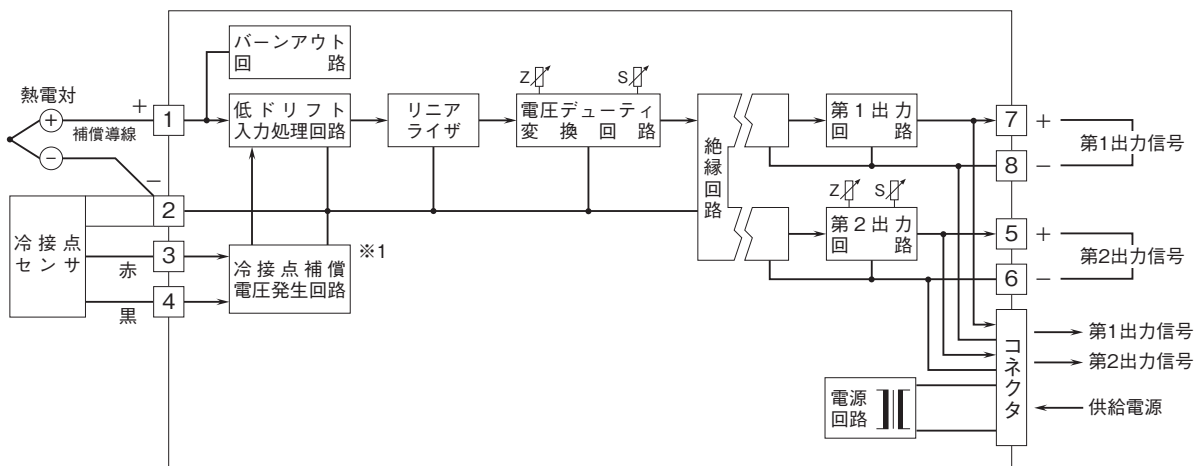 バーンアウト
回路
熱電対
＋
－
補償導線
＋
－
1
2
3
4
冷接点
センサ
赤
黒
低ドリフト
入力処理回路
リニア
ライザ
Z
S
電圧デューティ
変換回路
冷接点補償
電圧発生回路
※1
絶縁回路
第1出力
回路
Z
S
第2出力
回路
7
＋
8
－
第1出力信号
5
＋
6
－
第2出力信号
コネクタ
第1出力信号
第2出力信号
供給電源
電源
回路